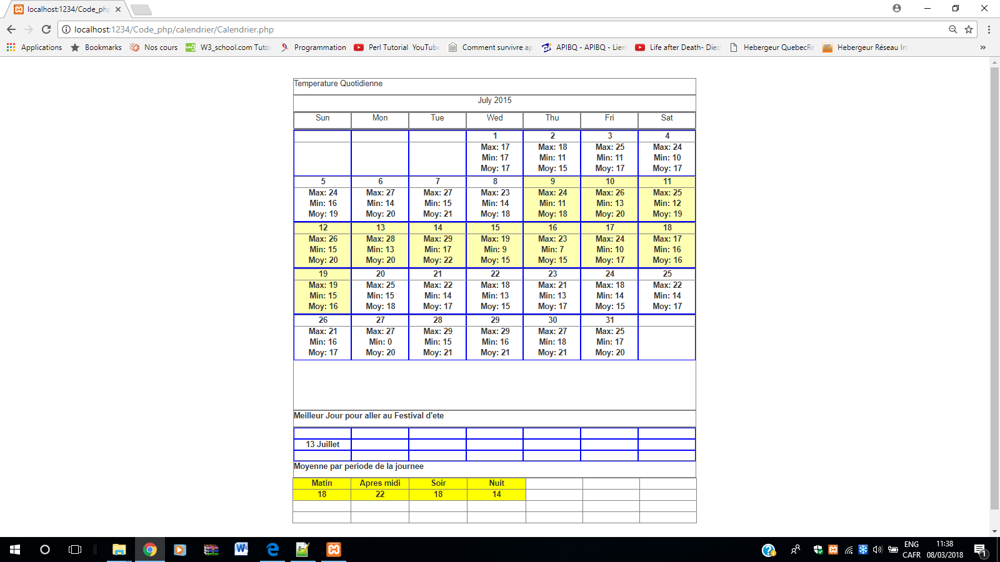 localhost:1234/Code_php
localhost:1234/Code_php/calendrier/Calendrier.php
Applications Bookmarks Nos cours W3_school.com Tutor Programmation Perl Tutorial YouTube Comment survivre ap APIBQ - APIBQ - Lien Life after Death- Died Hebergeur QuebecRé Hebergeur Réseau In »
Temperature Quotidienne
July 2015
Sun Mon Tue Wed Thu Fri Sat
1 2 3 4
Max: 17 Max: 18 Max: 25 Max: 24
Min: 17 Min: 11 Min: 11 Min: 10
Moy: 17 Moy: 15 Moy: 17 Moy: 17
5 6 7 8 9 10 11
Max: 24 Max: 27 Max: 27 Max: 23 Max: 24 Max: 26 Max: 25
Min: 16 Min: 14 Min: 15 Min: 14 Min: 11 Min: 13 Min: 12
Moy: 19 Moy: 20 Moy: 21 Moy: 18 Moy: 18 Moy: 20 Moy: 19
12 13 14 15 16 17 18
Max: 26 Max: 28 Max: 29 Max: 19 Max: 23 Max: 24 Max: 17
Min: 15 Min: 13 Min: 17 Min: 9 Min: 7 Min: 10 Min: 16
Moy: 20 Moy: 20 Moy: 22 Moy: 15 Moy: 15 Moy: 17 Moy: 16
19 20 21 22 23 24 25
Max: 19 Max: 25 Max: 22 Max: 18 Max: 21 Max: 18 Max: 22
Min: 15 Min: 15 Min: 14 Min: 13 Min: 13 Min: 14 Min: 14
Moy: 16 Moy: 18 Moy: 17 Moy: 15 Moy: 17 Moy: 15 Moy: 17
26 27 28 29 30 31
Max: 21 Max: 27 Max: 29 Max: 29 Max: 27 Max: 25
Min: 16 Min: 0 Min: 15 Min: 16 Min: 18 Min: 17
Moy: 17 Moy: 20 Moy: 21 Moy: 21 Moy: 21 Moy: 20
Meilleur Jour pour aller au Festival d'ete
13 Juillet
Moyenne par periode de la journee
Matin Apres midi Soir Nuit
18 22 18 14
ENG 11:38
CAFR 08/03/2018 1